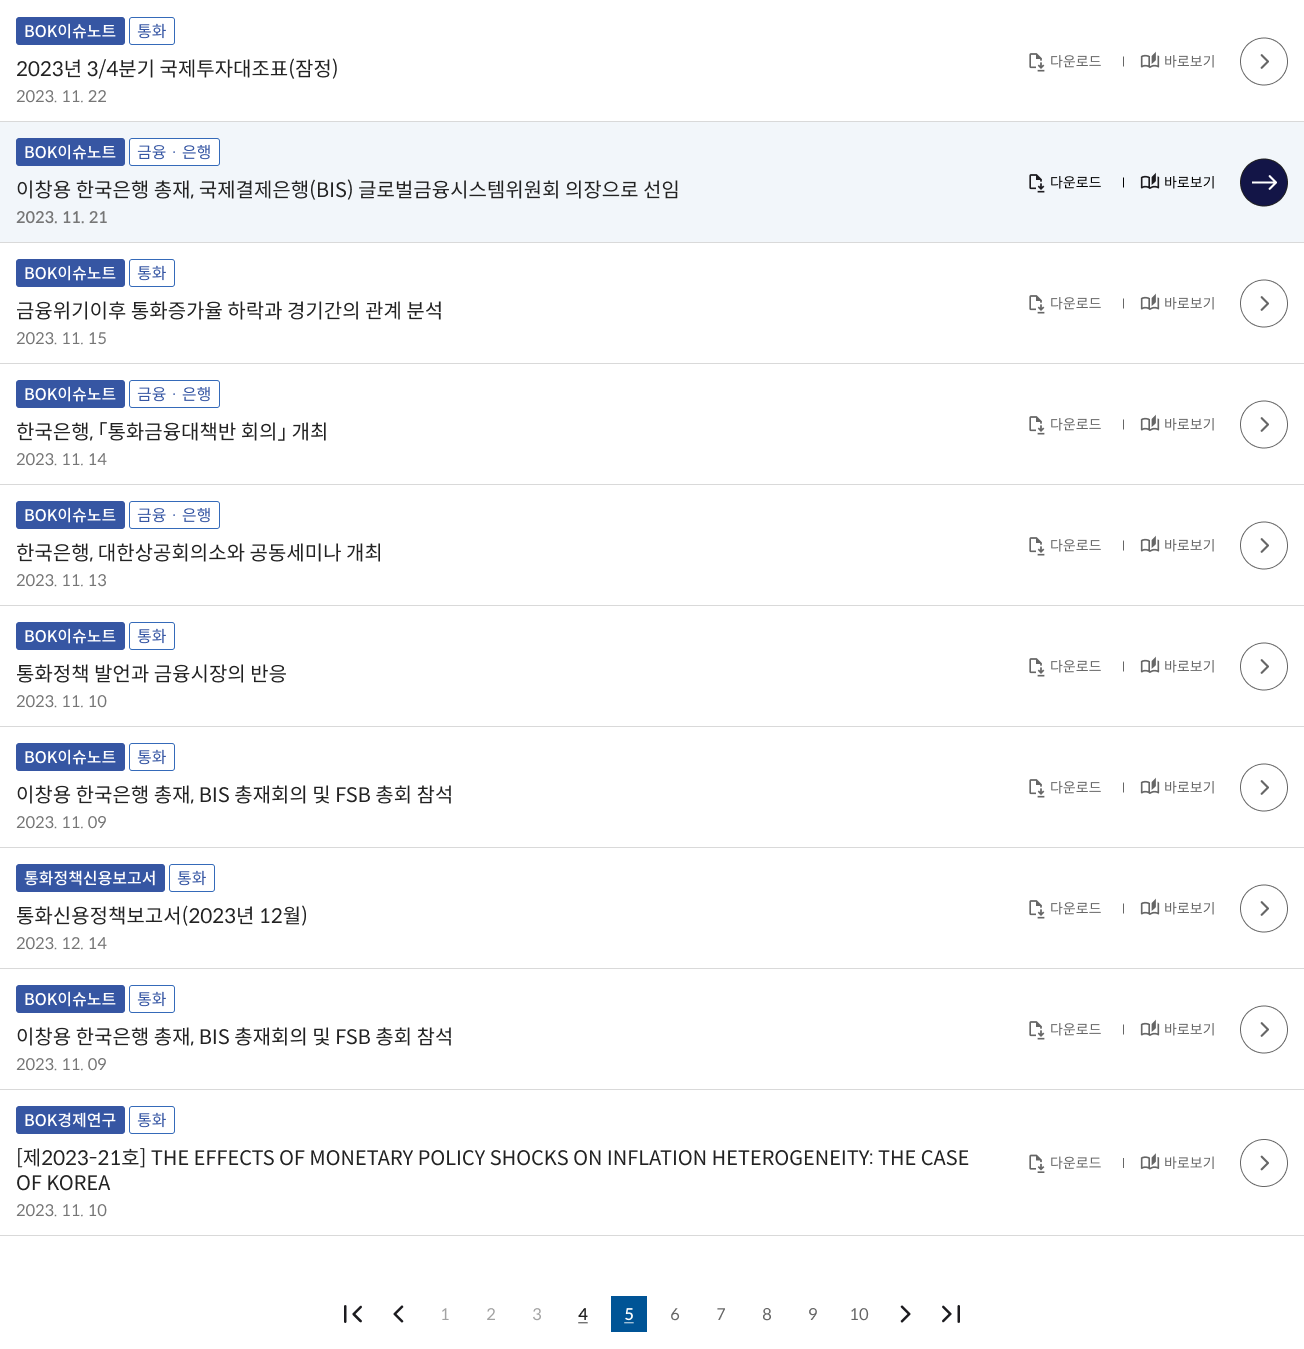 BOK이슈노트 통화
2023년 3/4분기 국제투자대조표(잠정)
2023. 11. 22
다운로드 바로보기
BOK이슈노트 금융 · 은행
이창용 한국은행 총재, 국제결제은행(BIS) 글로벌금융시스템위원회 의장으로 선임
2023. 11. 21
다운로드 바로보기
BOK이슈노트 통화
금융위기이후 통화증가율 하락과 경기간의 관계 분석
2023. 11. 15
다운로드 바로보기
BOK이슈노트 금융 · 은행
한국은행, 「통화금융대책반 회의」 개최
2023. 11. 14
다운로드 바로보기
BOK이슈노트 금융 · 은행
한국은행, 대한상공회의소와 공동세미나 개최
2023. 11. 13
다운로드 바로보기
BOK이슈노트 통화
통화정책 발언과 금융시장의 반응
2023. 11. 10
다운로드 바로보기
BOK이슈노트 통화
이창용 한국은행 총재, BIS 총재회의 및 FSB 총회 참석
2023. 11. 09
다운로드 바로보기
통화정책신용보고서 통화
통화신용정책보고서(2023년 12월)
2023. 12. 14
다운로드 바로보기
BOK이슈노트 통화
이창용 한국은행 총재, BIS 총재회의 및 FSB 총회 참석
2023. 11. 09
다운로드 바로보기
BOK경제연구 통화
[제2023-21호] THE EFFECTS OF MONETARY POLICY SHOCKS ON INFLATION HETEROGENEITY: THE CASE
OF KOREA
2023. 11. 10
다운로드 바로보기
1 2 3 4 5 6 7 8 9 10